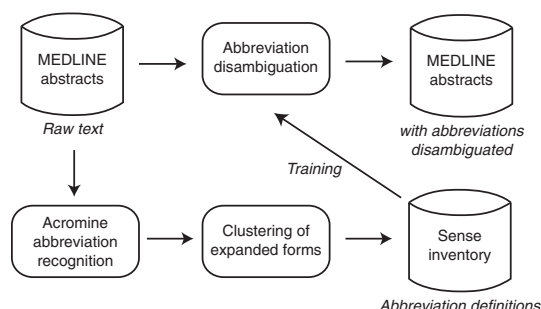 MEDLINE
abstracts
Raw text
Abbreviation
disambiguation
MEDLINE
abstracts
with abbreviations
disambiguated
Training
Acromine
abbreviation
recognition
Clustering of
expanded forms
Sense
inventory
Abbreviation definitions